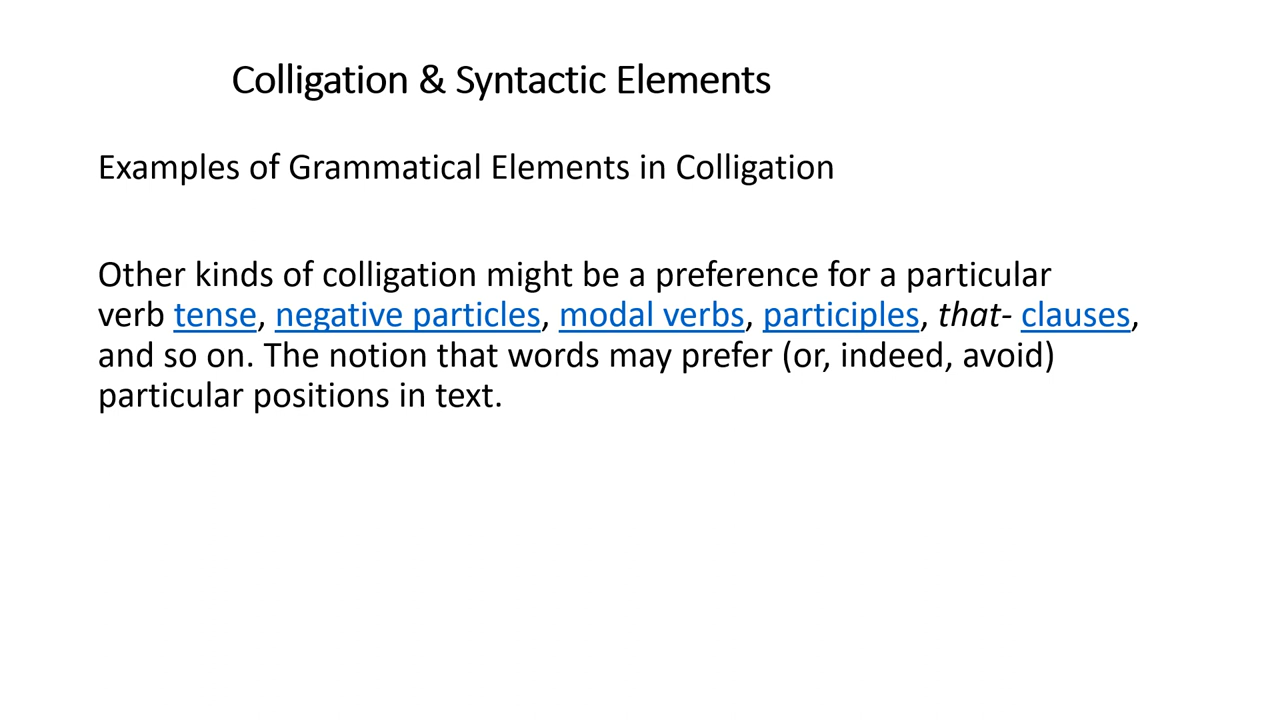 Colligation & Syntactic Elements
Examples of Grammatical Elements in Colligation
Other kinds of colligation might be a preference for a particular
verb tense, negative particles, modal verbs, participles, that- clauses,
and so on. The notion that words may prefer (or, indeed, avoid)
particular positions in text.